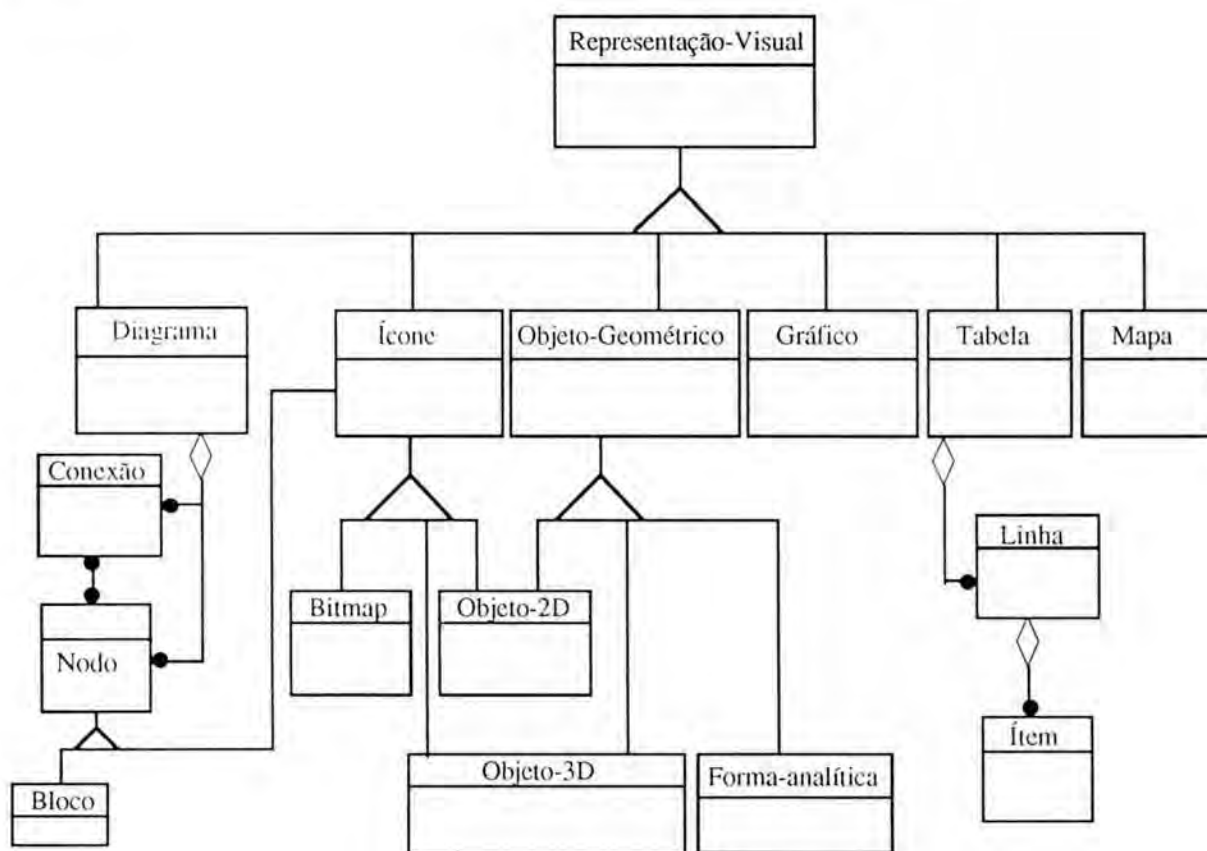 Representação-Visual
Diagrama
Ícone
Objeto-Geométrico
Gráfico
Tabela
Mapa
Conexão
Linha
Bitmap
Objeto-2D
Nodo
Ítem
Objeto-3D
Forma-analítica
Bloco